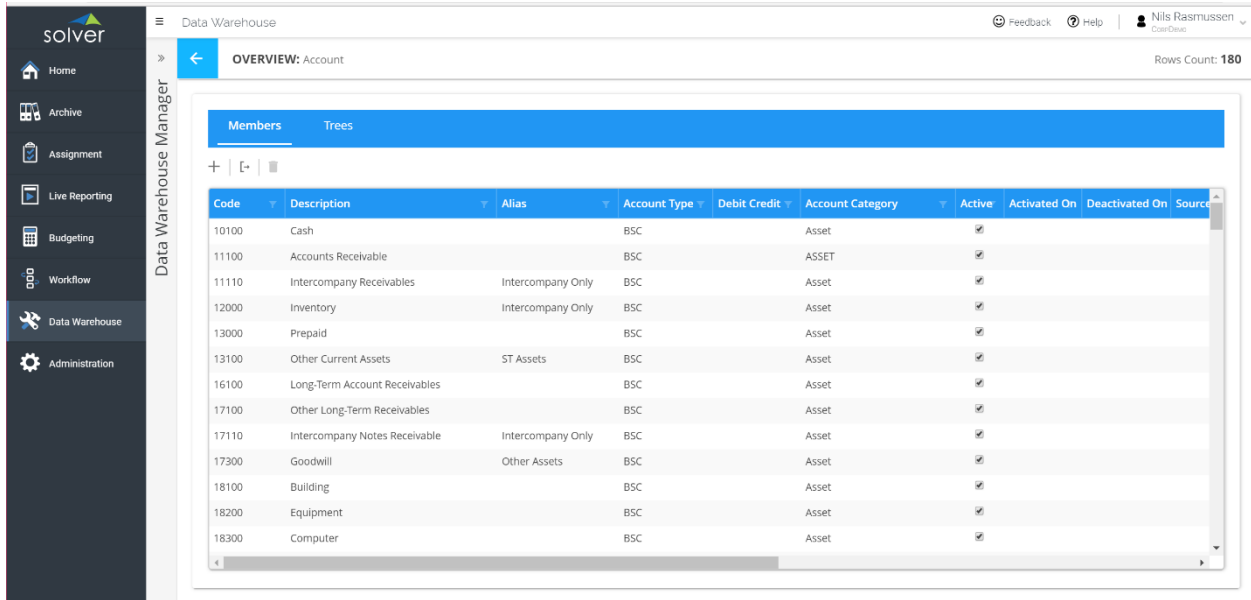 solver
Data Warehouse
Feedback
Help
Nils Rasmussen
CorpDemo
Home
Archive
Assignment
Live Reporting
Budgeting
Workflow
Data Warehouse
Administration
Data Warehouse Manager
OVERVIEW: Account
Rows Count: 180
Members Trees
Code Description Alias Account Type Debit Credit Account Category Active Activated On Deactivated On Source
10100 Cash BSC Asset
11100 Accounts Receivable BSC ASSET
11110 Intercompany Receivables Intercompany Only BSC Asset
12000 Inventory Intercompany Only BSC Asset
13000 Prepaid BSC Asset
13100 Other Current Assets ST Assets BSC Asset
16100 Long-Term Account Receivables BSC Asset
17100 Other Long-Term Receivables BSC Asset
17110 Intercompany Notes Receivable Intercompany Only BSC Asset
17300 Goodwill Other Assets BSC Asset
18100 Building BSC Asset
18200 Equipment BSC Asset
18300 Computer BSC Asset